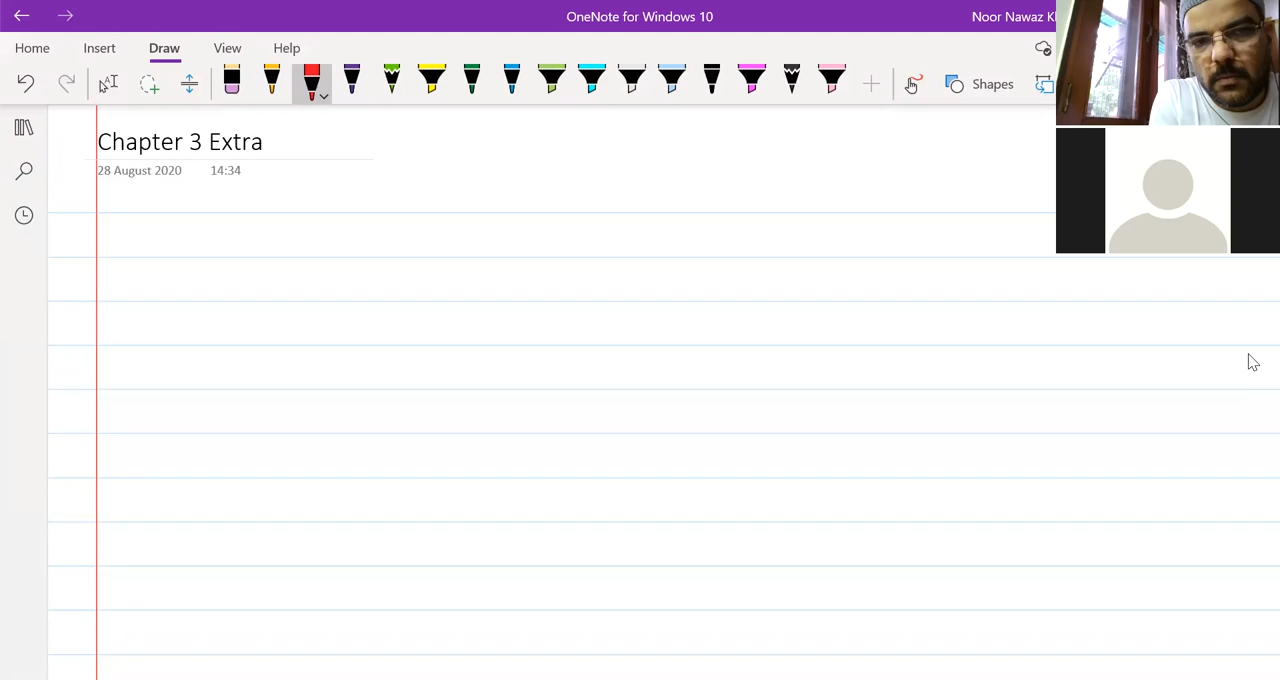 OneNote for Windows 10
Noor Nawaz
Home Insert Draw View Help
Shapes
Chapter 3 Extra
28 August 2020 14:34